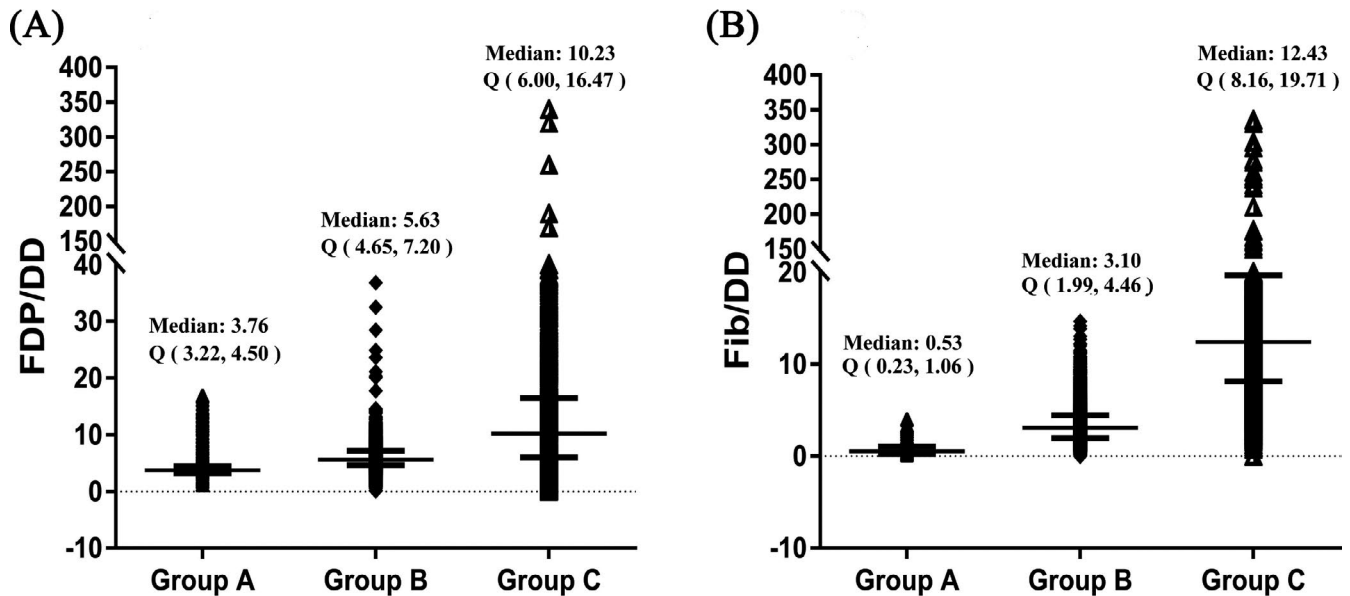 (A)
FDP/DD
400
350
300
250
200
150
40
30
20
10
0
-10
Median: 3.76
Q ( 3.22, 4.50 )
Median: 5.63
Q ( 4.65, 7.20 )
Median: 10.23
Q ( 6.00, 16.47 )
Group A
Group B
Group C
(B)
Fib/DD
400
350
300
250
200
150
20
10
0
-10
Median: 0.53
Q ( 0.23, 1.06 )
Median: 3.10
Q ( 1.99, 4.46 )
Median: 12.43
Q ( 8.16, 19.71 )
Group A
Group B
Group C